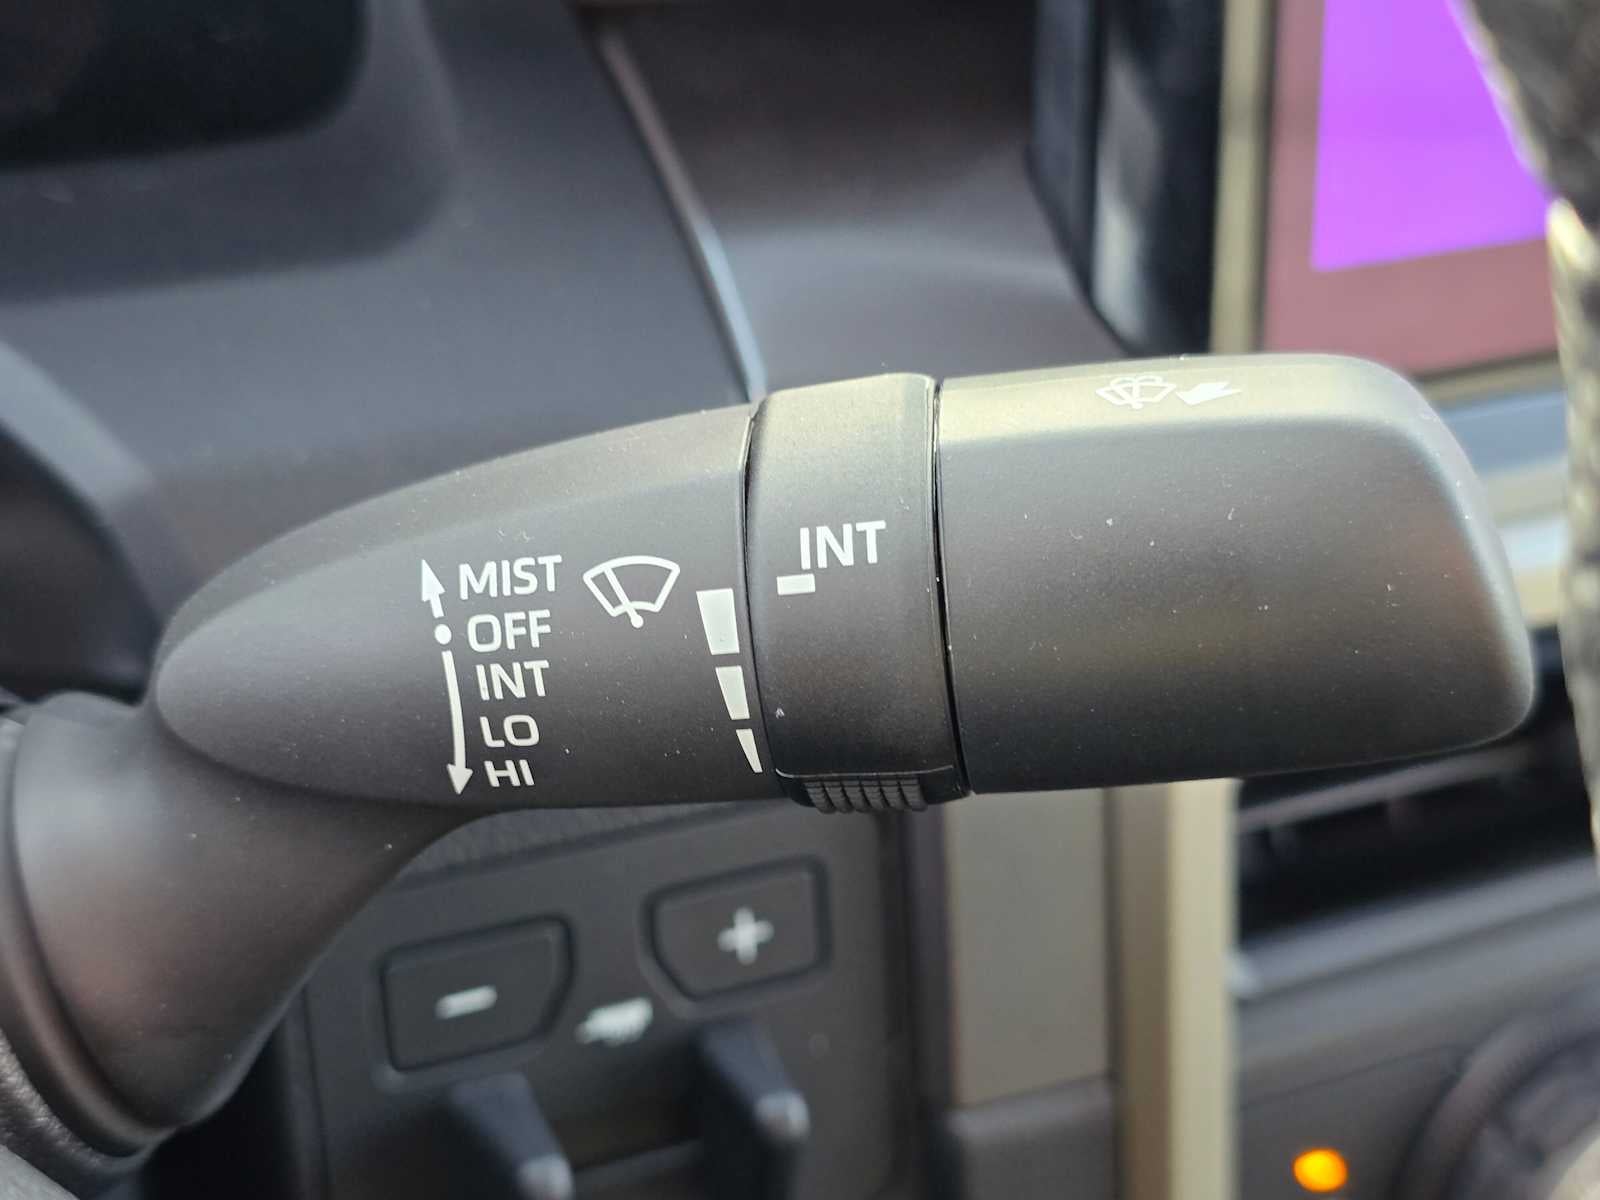 MIST
OFF
INT
LO
HI
INT
-
+